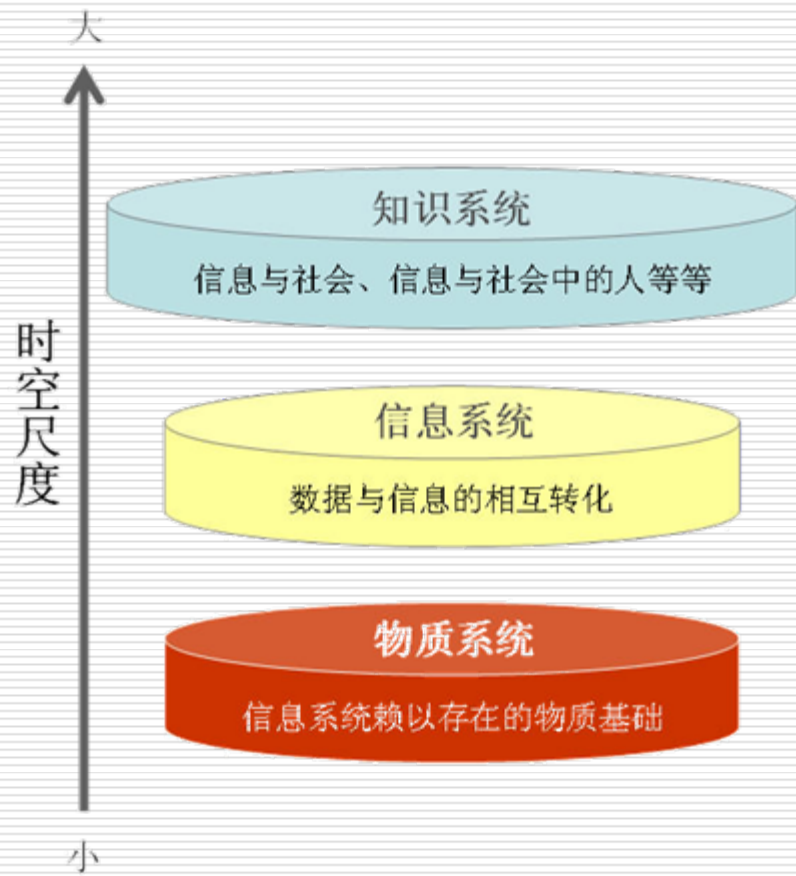 大
知识系统
信息与社会、信息与社会中的人等等
时空尺度
信息系统
数据与信息的相互转化
物质系统
信息系统赖以存在的物质基础
小